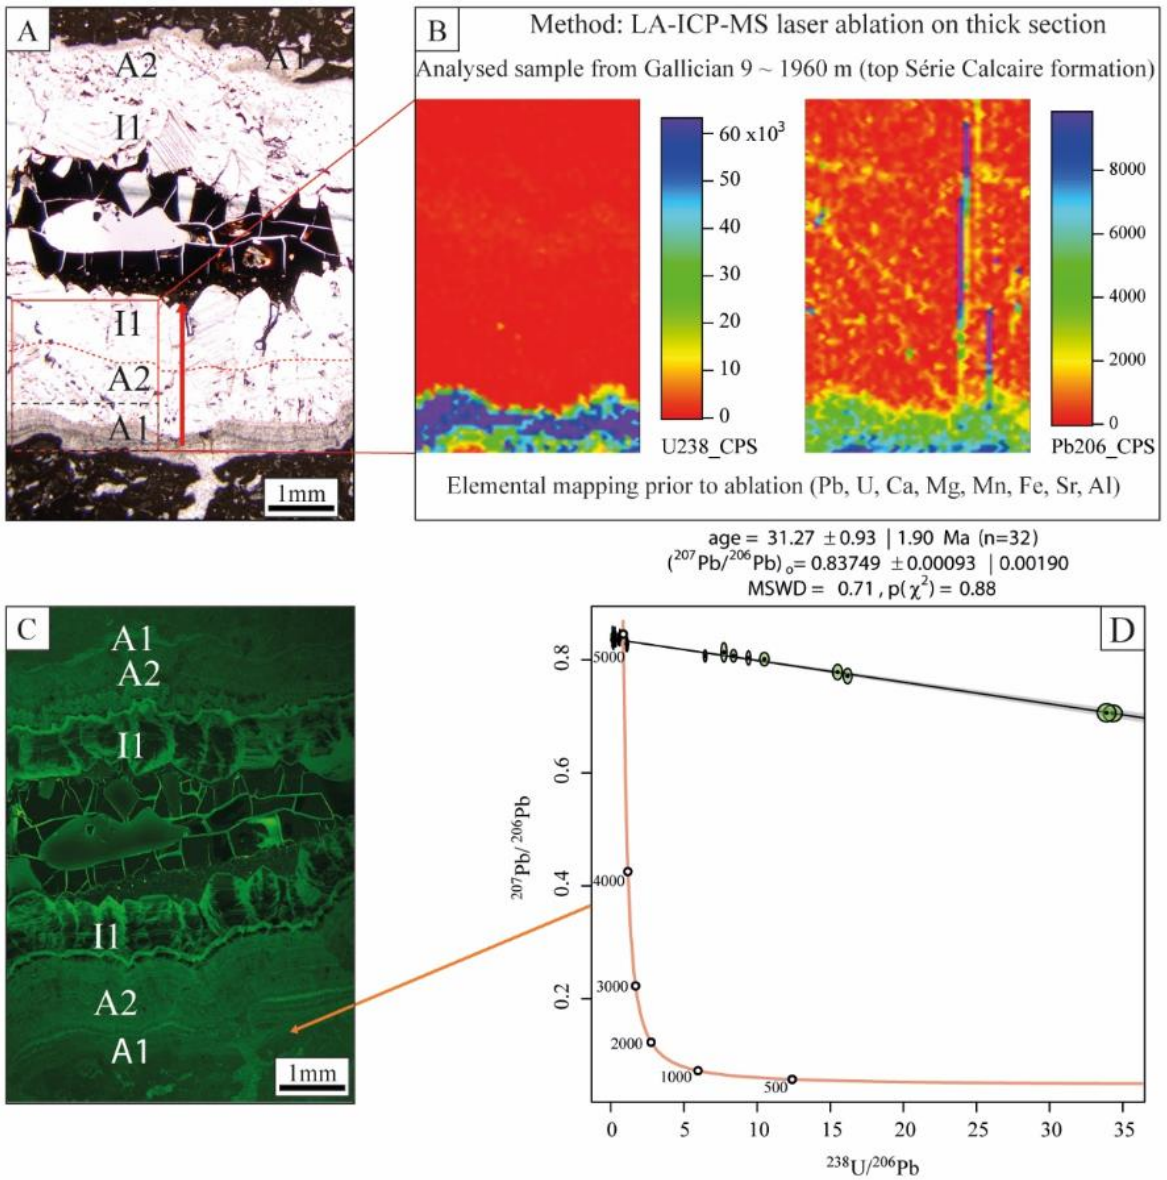 A
A2
A1
I1
I1
A2
A1
1mm
B
Method: LA-ICP-MS laser ablation on thick section
Analysed sample from Gallician 9 ~ 1960 m (top Série Calcaire formation)
60 x10³
50
40
30
20
10
0
U238_CPS
8000
6000
4000
2000
0
Pb206_CPS
Elemental mapping prior to ablation (Pb, U, Ca, Mg, Mn, Fe, Sr, Al)
C
A1
A2
I1
I1
A2
A1
1mm
age = 31.27 ±0.93 | 1.90 Ma (n=32)
(²⁰⁷Pb/²⁰⁶Pb)ₒ= 0.83749 ±0.00093 | 0.00190
MSWD = 0.71 , p(χ²) = 0.88
D
²⁰⁷Pb/²⁰⁶Pb
0.8
0.6
0.4
0.2
5000
4000
3000
2000
1000
500
0 5 10 15 20 25 30 35
²³⁸U/²⁰⁶Pb